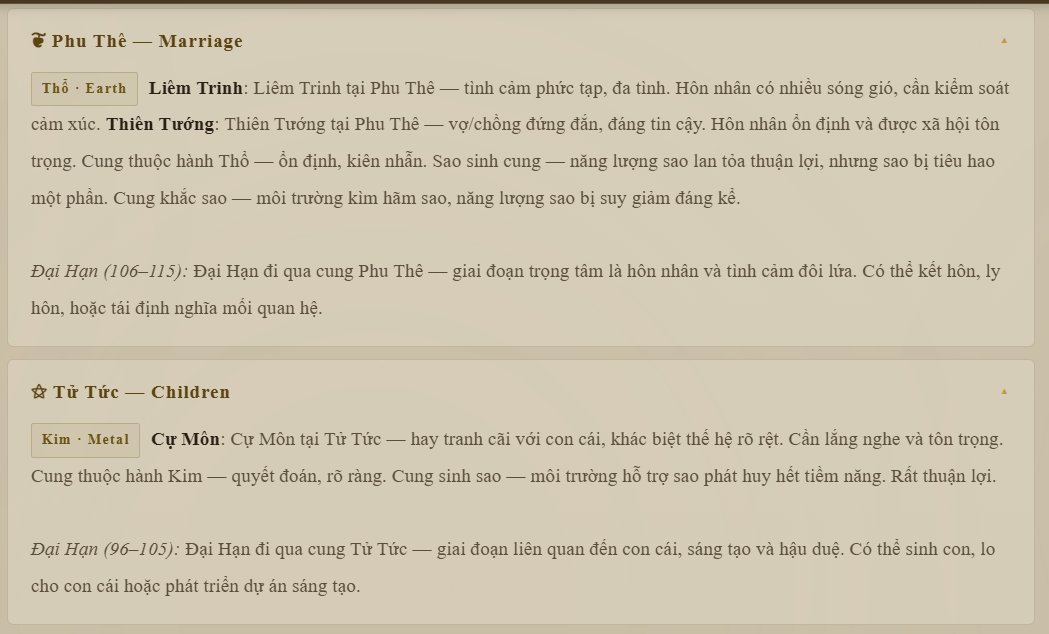 ❦ Phu Thê — Marriage
▲
Thổ · Earth Liêm Trinh: Liêm Trinh tại Phu Thê — tình cảm phức tạp, đa tình. Hôn nhân có nhiều sóng gió, cần kiểm soát
cảm xúc. Thiên Tướng: Thiên Tướng tại Phu Thê — vợ/chồng đứng đắn, đáng tin cậy. Hôn nhân ổn định và được xã hội tôn
trọng. Cung thuộc hành Thổ — ổn định, kiên nhẫn. Sao sinh cung — năng lượng sao lan tỏa thuận lợi, nhưng sao bị tiêu hao
một phần. Cung khắc sao — môi trường kìm hãm sao, năng lượng sao bị suy giảm đáng kể.
Đại Hạn (106–115): Đại Hạn đi qua cung Phu Thê — giai đoạn trọng tâm là hôn nhân và tình cảm đôi lứa. Có thể kết hôn, ly
hôn, hoặc tái định nghĩa mối quan hệ.
⚝ Tử Tức — Children
▲
Kim · Metal Cự Môn: Cự Môn tại Tử Tức — hay tranh cãi với con cái, khác biệt thế hệ rõ rệt. Cần lắng nghe và tôn trọng.
Cung thuộc hành Kim — quyết đoán, rõ ràng. Cung sinh sao — môi trường hỗ trợ sao phát huy hết tiềm năng. Rất thuận lợi.
Đại Hạn (96–105): Đại Hạn đi qua cung Tử Tức — giai đoạn liên quan đến con cái, sáng tạo và hậu duệ. Có thể sinh con, lo
cho con cái hoặc phát triển dự án sáng tạo.